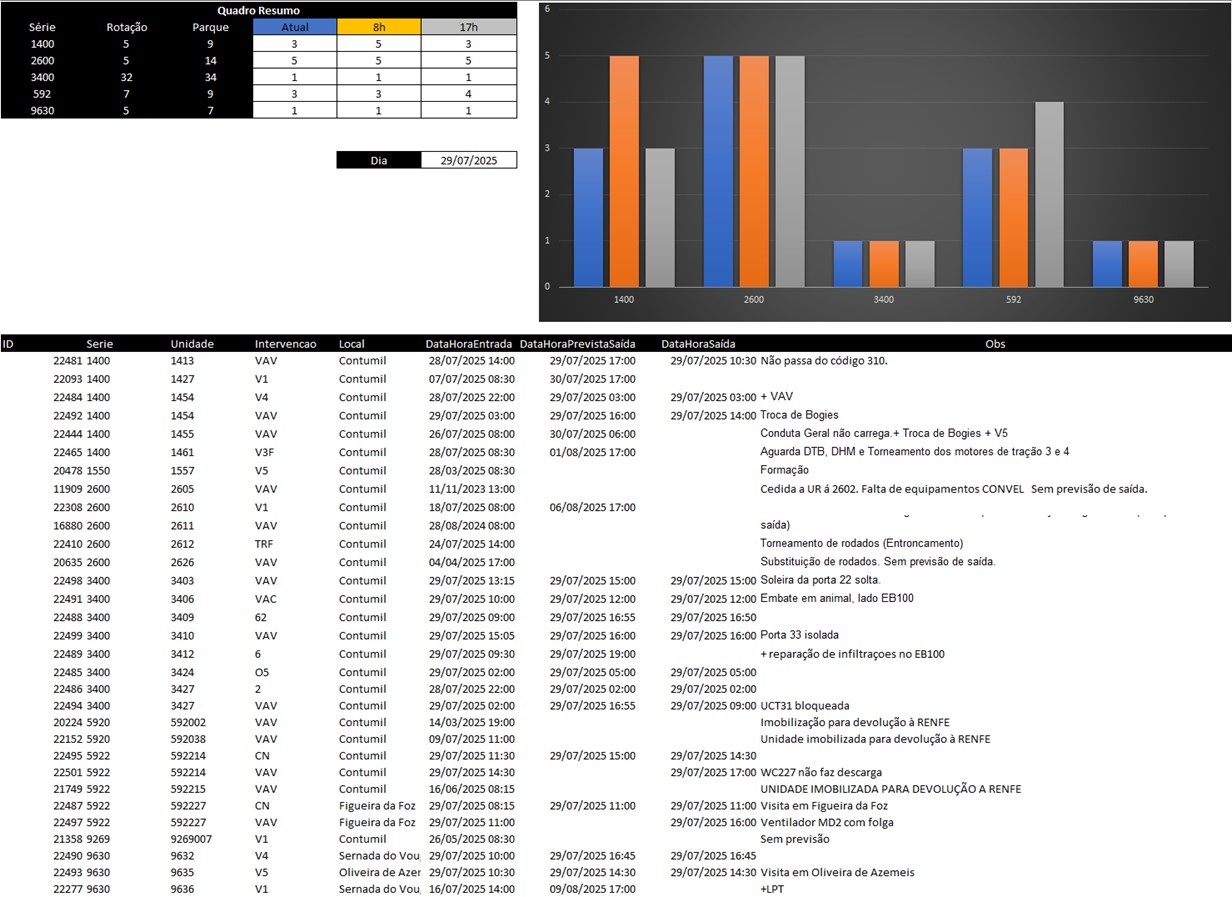 Quadro Resumo
Série Rotação Parque Atual 8h 17h
1400 5 9 3 5 3
2600 5 14 5 5 5
3400 32 34 1 1 1
592 7 9 3 3 4
9630 5 7 1 1 1
Dia 29/07/2025
6
5
4
3
2
1
0
1400 2600 3400 592 9630
ID Serie Unidade Intervencao Local DataHoraEntrada DataHoraPrevistaSaída DataHoraSaída Obs
22481 1400 1413 VAV Contumil 28/07/2025 14:00 29/07/2025 17:00 29/07/2025 10:30 Não passa do código 310.
22093 1400 1427 V1 Contumil 07/07/2025 08:30 30/07/2025 17:00
22484 1400 1454 V4 Contumil 28/07/2025 22:00 29/07/2025 03:00 29/07/2025 03:00 + VAV
22492 1400 1454 VAV Contumil 29/07/2025 03:00 29/07/2025 16:00 29/07/2025 14:00 Troca de Bogies
22444 1400 1455 VAV Contumil 26/07/2025 08:00 30/07/2025 06:00 Conduta Geral não carrega.+ Troca de Bogies + V5
22465 1400 1461 V3F Contumil 28/07/2025 08:30 01/08/2025 17:00 Aguarda DTB, DHM e Torneamento dos motores de tração 3 e 4
20478 1550 1557 V5 Contumil 28/03/2025 08:30 Formação
11909 2600 2605 VAV Contumil 11/11/2023 13:00 Cedida a UR á 2602. Falta de equipamentos CONVEL Sem previsão de saída.
22308 2600 2610 V1 Contumil 18/07/2025 08:00 06/08/2025 17:00
16880 2600 2611 VAV Contumil 28/08/2024 08:00 saída)
22410 2600 2612 TRF Contumil 24/07/2025 14:00 Torneamento de rodados (Entroncamento)
20635 2600 2626 VAV Contumil 04/04/2025 17:00 Substituição de rodados. Sem previsão de saída.
22498 3400 3403 VAV Contumil 29/07/2025 13:15 29/07/2025 15:00 29/07/2025 15:00 Soleira da porta 22 solta.
22491 3400 3406 VAC Contumil 29/07/2025 10:00 29/07/2025 12:00 29/07/2025 12:00 Embate em animal, lado EB100
22488 3400 3409 62 Contumil 29/07/2025 09:00 29/07/2025 16:55 29/07/2025 16:50
22499 3400 3410 VAV Contumil 29/07/2025 15:05 29/07/2025 16:00 29/07/2025 16:00 Porta 33 isolada
22489 3400 3412 6 Contumil 29/07/2025 09:30 29/07/2025 19:00 + reparação de infiltraçoes no EB100
22485 3400 3424 O5 Contumil 29/07/2025 02:00 29/07/2025 05:00 29/07/2025 05:00
22486 3400 3427 2 Contumil 28/07/2025 22:00 29/07/2025 02:00 29/07/2025 02:00
22494 3400 3427 VAV Contumil 29/07/2025 02:00 29/07/2025 16:55 29/07/2025 09:00 UCT31 bloqueada
20224 5920 592002 VAV Contumil 14/03/2025 19:00 Imobilização para devolução à RENFE
22152 5920 592038 VAV Contumil 09/07/2025 11:00 Unidade imobilizada para devolução à RENFE
22495 5922 592214 CN Contumil 29/07/2025 11:30 29/07/2025 15:00 29/07/2025 14:30
22501 5922 592214 VAV Contumil 29/07/2025 14:30 29/07/2025 17:00 WC227 não faz descarga
21749 5922 592215 VAV Contumil 16/06/2025 08:15 UNIDADE IMOBILIZADA PARA DEVOLUÇÃO A RENFE
22487 5922 592227 CN Figueira da Foz 29/07/2025 08:15 29/07/2025 11:00 29/07/2025 11:00 Visita em Figueira da Foz
22497 5922 592227 VAV Figueira da Foz 29/07/2025 11:00 29/07/2025 16:00 Ventilador MD2 com folga
21358 9269 9269007 V1 Contumil 26/05/2025 08:30 Sem previsão
22490 9630 9632 V4 Sernada do Vou 29/07/2025 10:00 29/07/2025 16:45 29/07/2025 16:45
22493 9630 9635 V5 Oliveira de Azer 29/07/2025 10:30 29/07/2025 14:30 29/07/2025 14:30 Visita em Oliveira de Azemeis
22277 9630 9636 V1 Sernada do Vou 16/07/2025 14:00 09/08/2025 17:00 +LPT